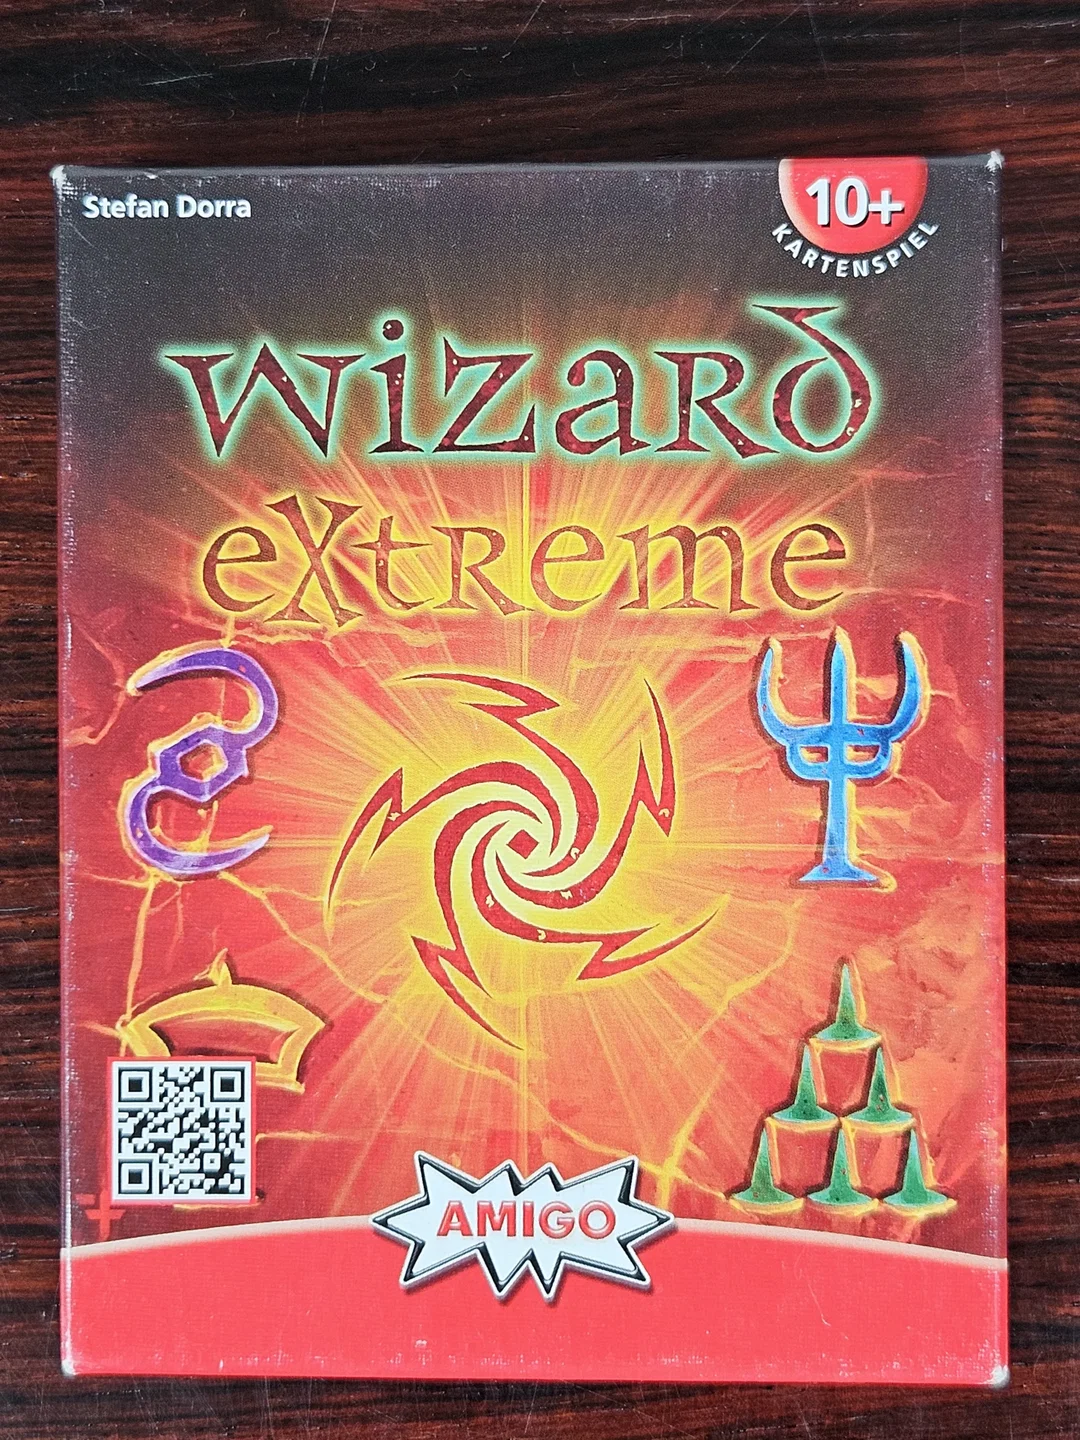 Stefan Dorra
10+
KARTENSPIEL
wizard
extreme
AMIGO